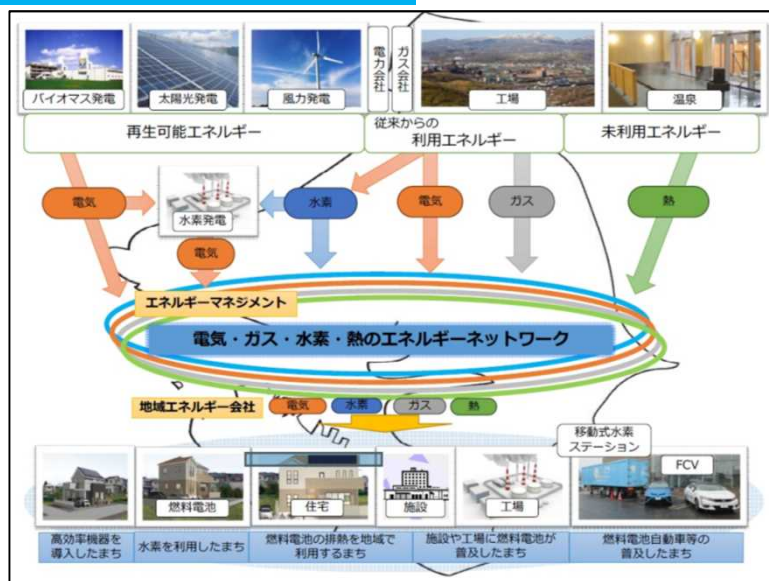 バイオマス発電
太陽光発電
風力発電
電力会社
ガス会社
工場
温泉
再生可能エネルギー
従来からの
利用エネルギー
未利用エネルギー
電気
水素発電
水素
電気
ガス
熱
電気
エネルギーマネジメント
電気・ガス・水素・熱のエネルギーネットワーク
地域エネルギー会社
電気
水素
ガス
熱
移動式水素
ステーション
燃料電池
住宅
施設
工場
FCV
高効率機器を
導入したまち
水素を利用したまち
燃料電池の排熱を地域で
利用するまち
施設や工場に燃料電池が
普及したまち
燃料電池自動車等の
普及したまち